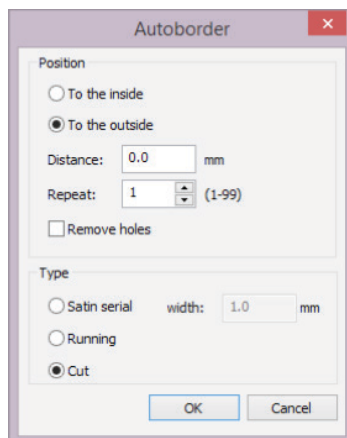 Autoborder
Position
To the inside
To the outside
Distance: 0.0 mm
Repeat: 1 (1-99)
Remove holes
Type
Satin serial width: 1.0 mm
Running
Cut
OK Cancel